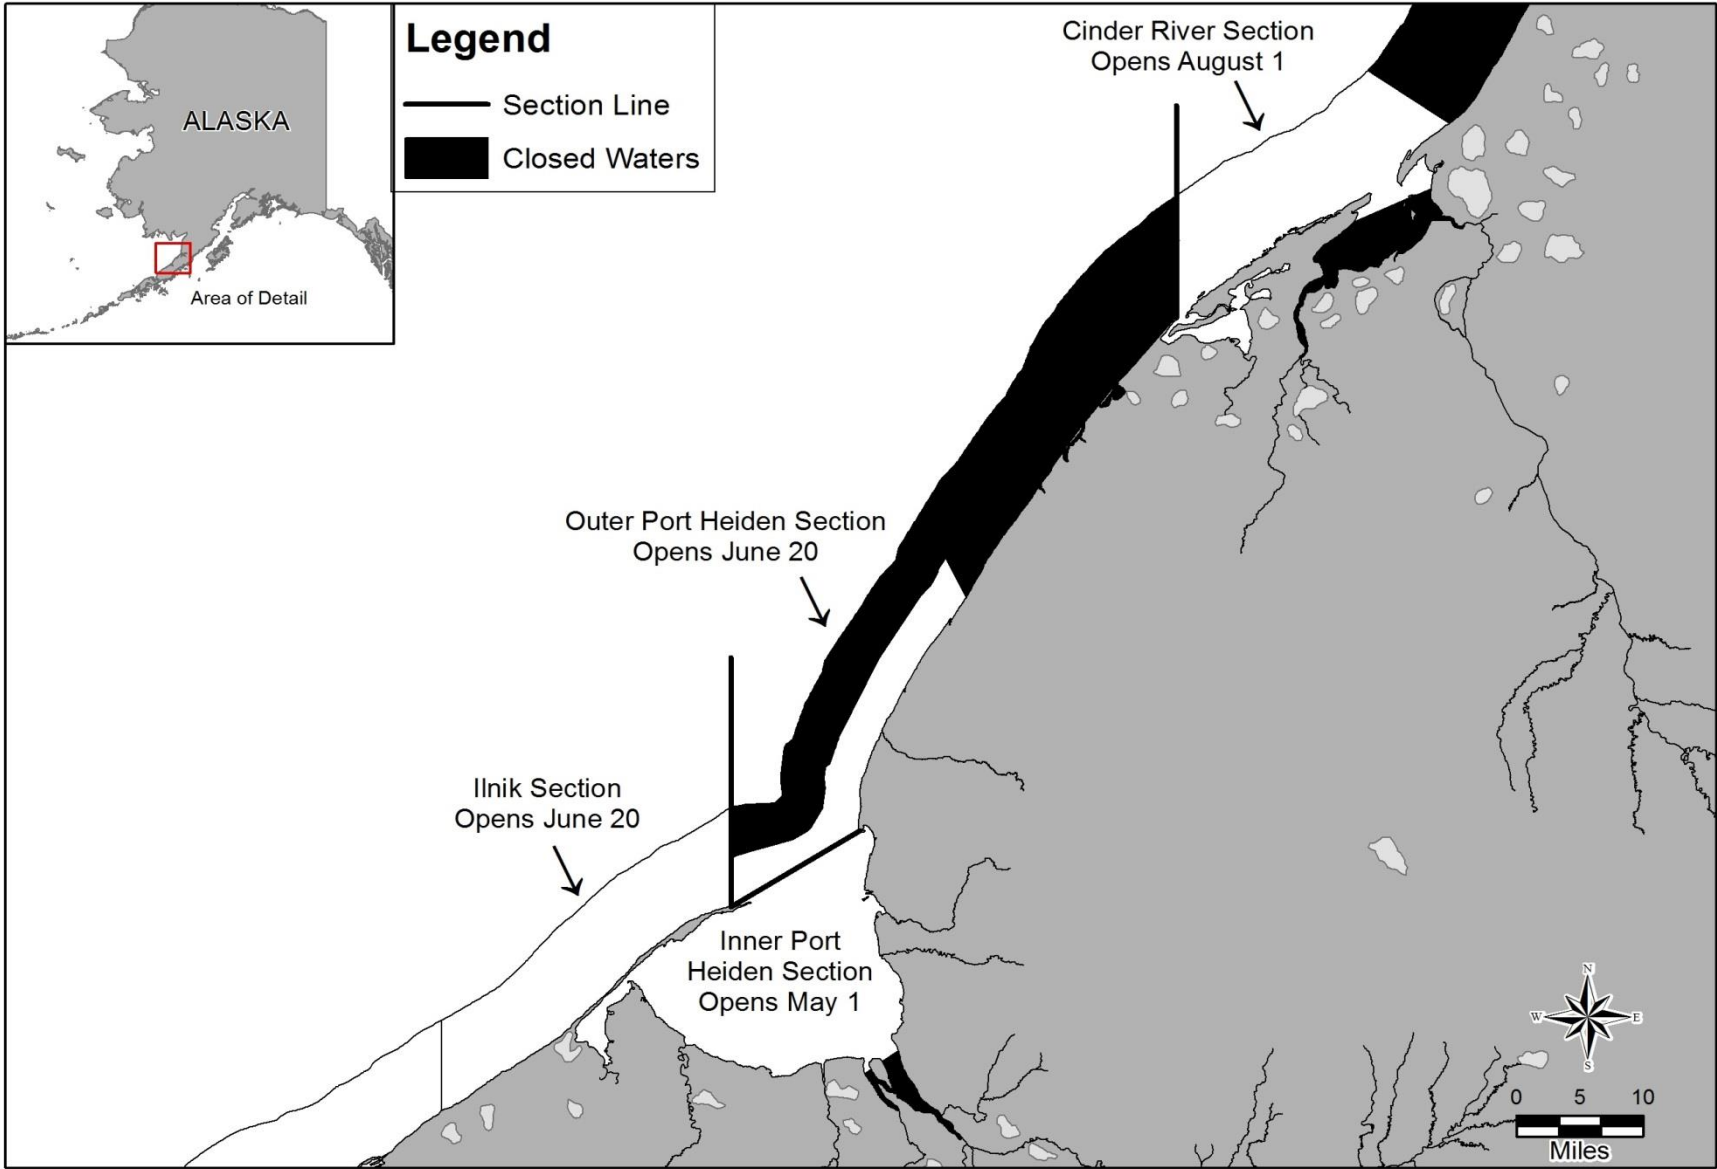 ALASKA
Area of Detail
Legend
Section Line
Closed Waters
Cinder River Section
Opens August 1
Outer Port Heiden Section
Opens June 20
Ilnik Section
Opens June 20
Inner Port
Heiden Section
Opens May 1
N
W
E
S
0 5 10
Miles